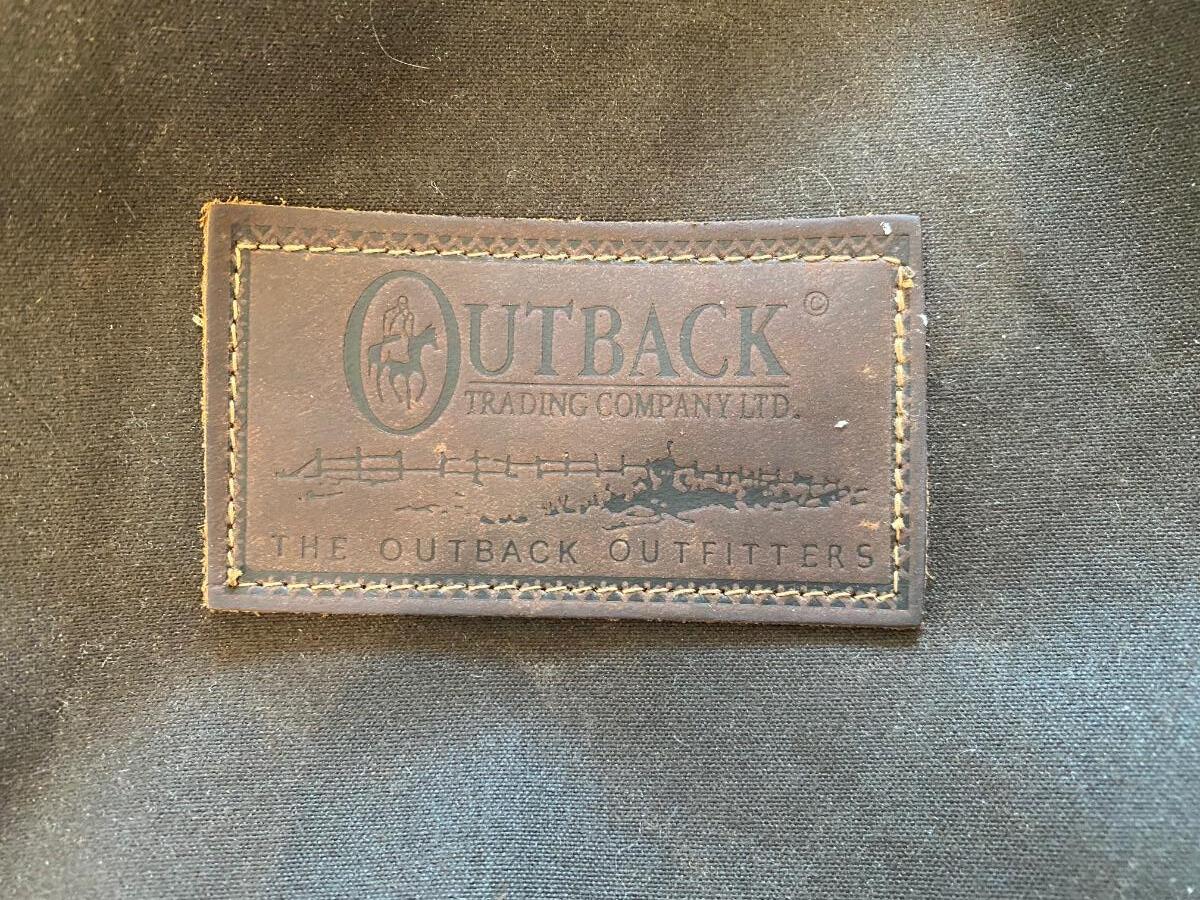 OUTBACK ©
TRADING COMPANY LTD.
THE OUTBACK OUTFITTERS